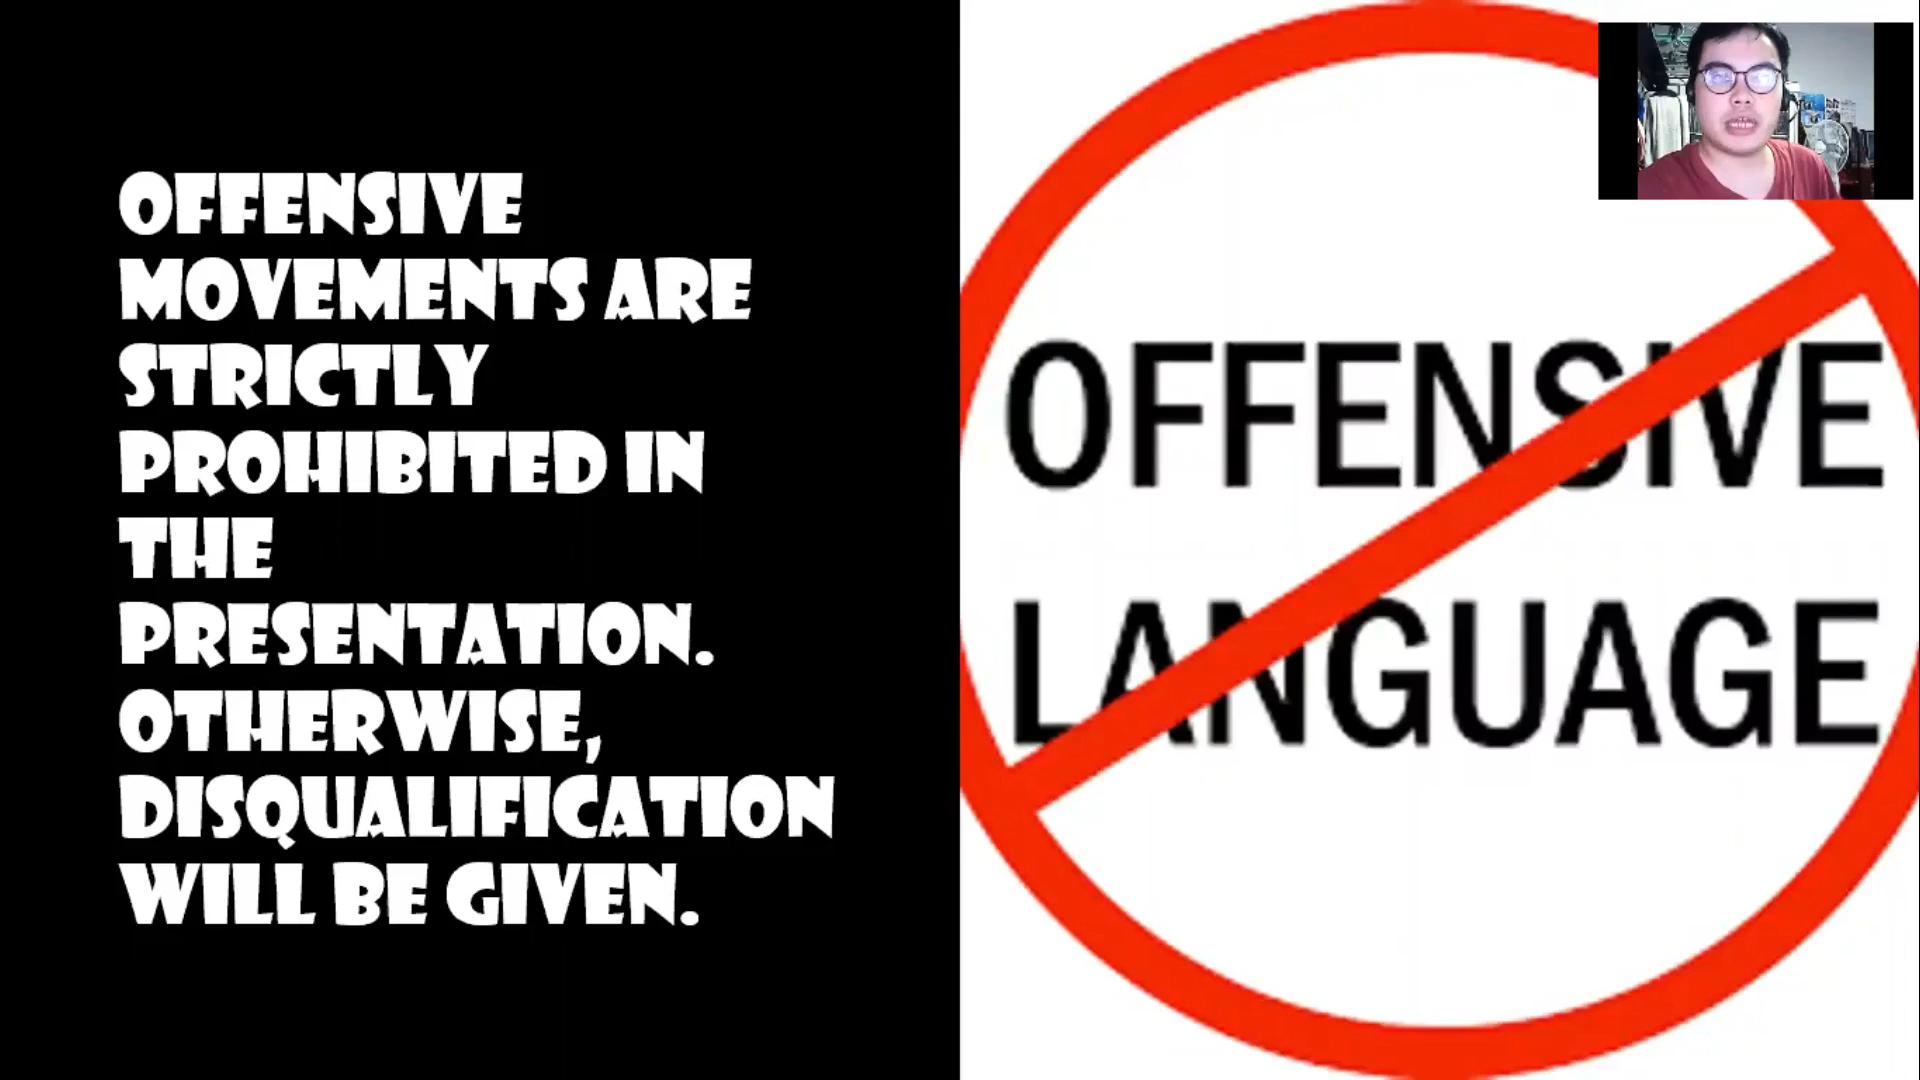 OFFENSIVE
MOVEMENTS ARE
STRICTLY
PROHIBITED IN
THE
PRESENTATION.
OTHERWISE,
DISQUALIFICATION
WILL BE GIVEN.
OFFENSIVE
LANGUAGE